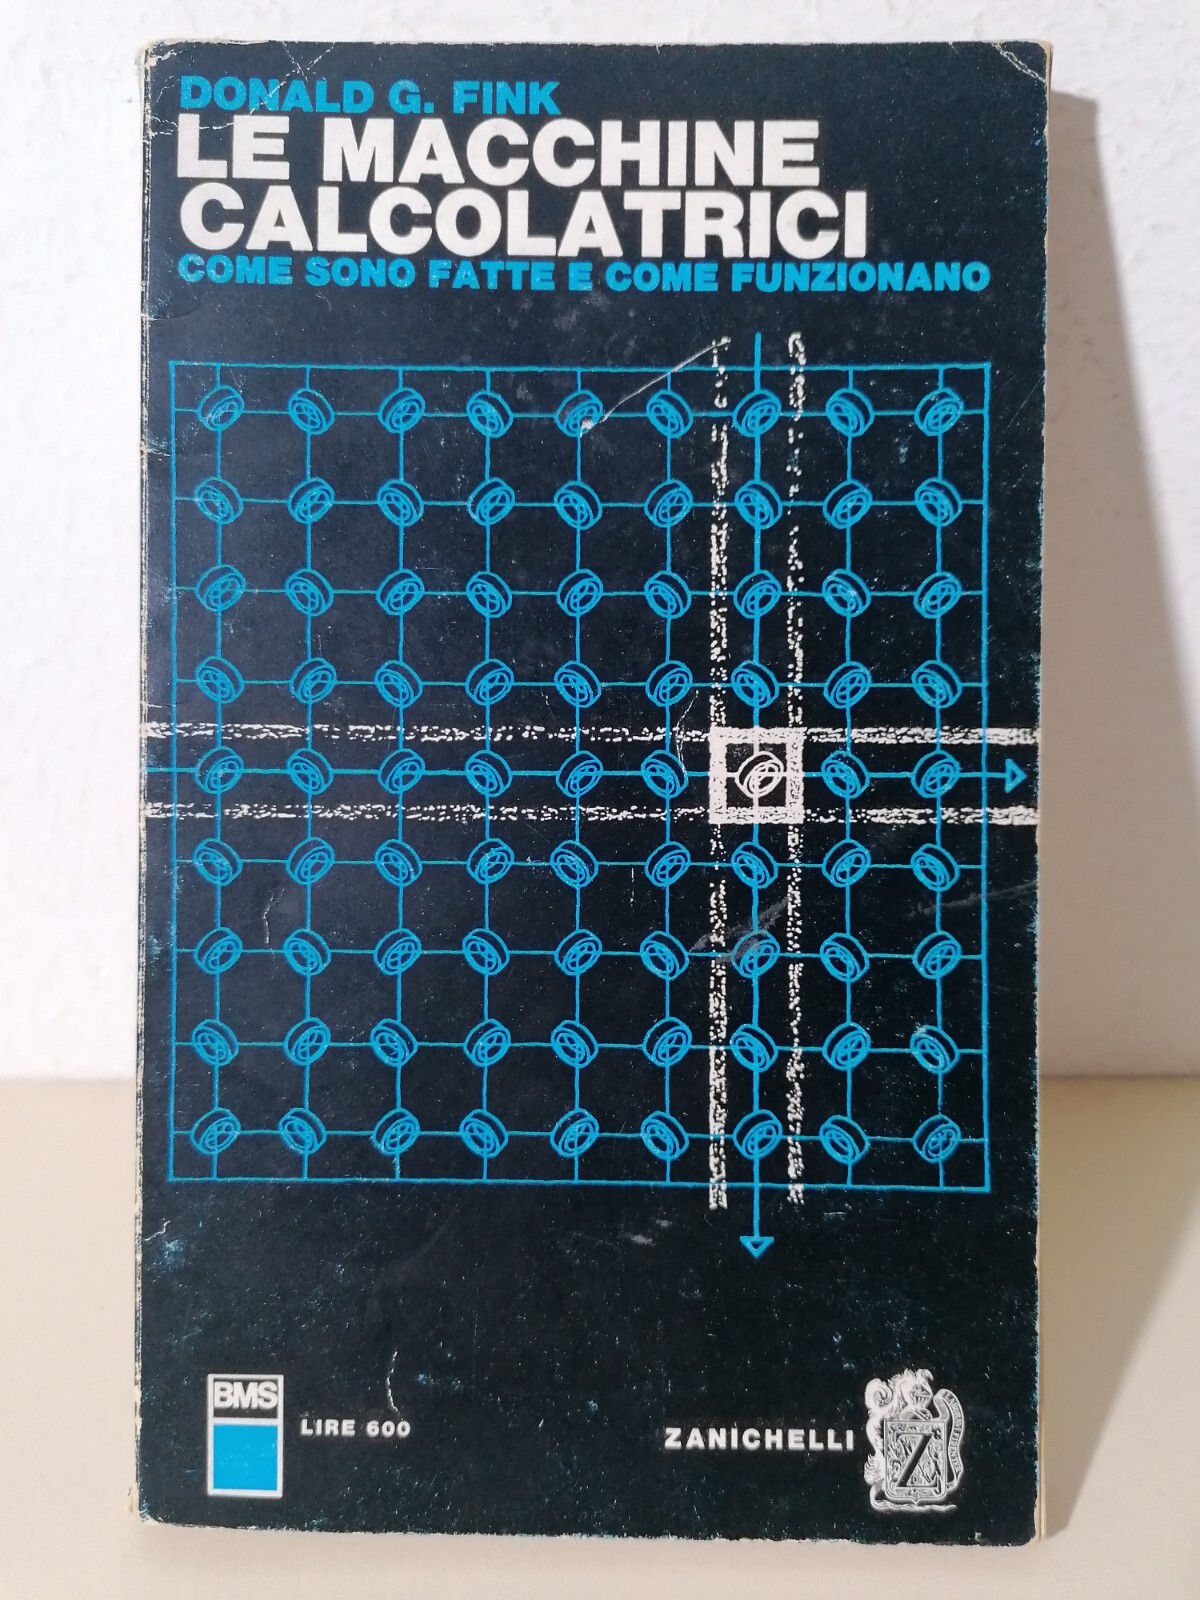 DONALD G. FINK
LE MACCHINE
CALCOLATRICI
COME SONO FATTE E COME FUNZIONANO
BMS
LIRE 600
ZANICHELLI
Z